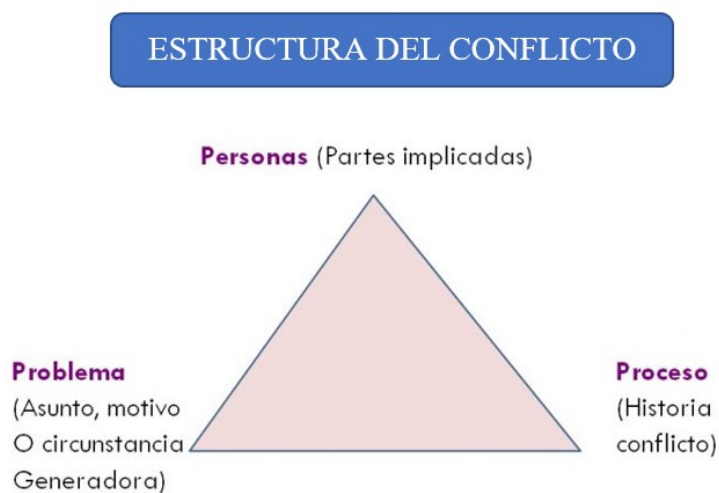 ESTRUCTURA DEL CONFLICTO
Personas (Partes implicadas)
Problema
(Asunto, motivo
O circunstancia
Generadora)
Proceso
(Historia
conflicto)